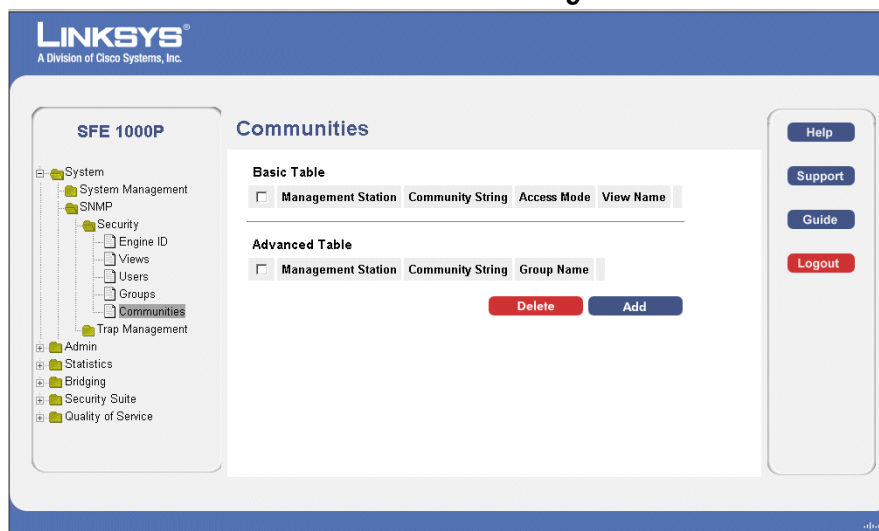 LINKSYS®
A Division of Cisco Systems, Inc.
SFE 1000P
System
System Management
SNMP
Security
Engine ID
Views
Users
Groups
Communities
Trap Management
Admin
Statistics
Bridging
Security Suite
Quality of Service
Communities
Basic Table
Management Station Community String Access Mode View Name
Advanced Table
Management Station Community String Group Name
Delete Add
Help
Support
Guide
Logout